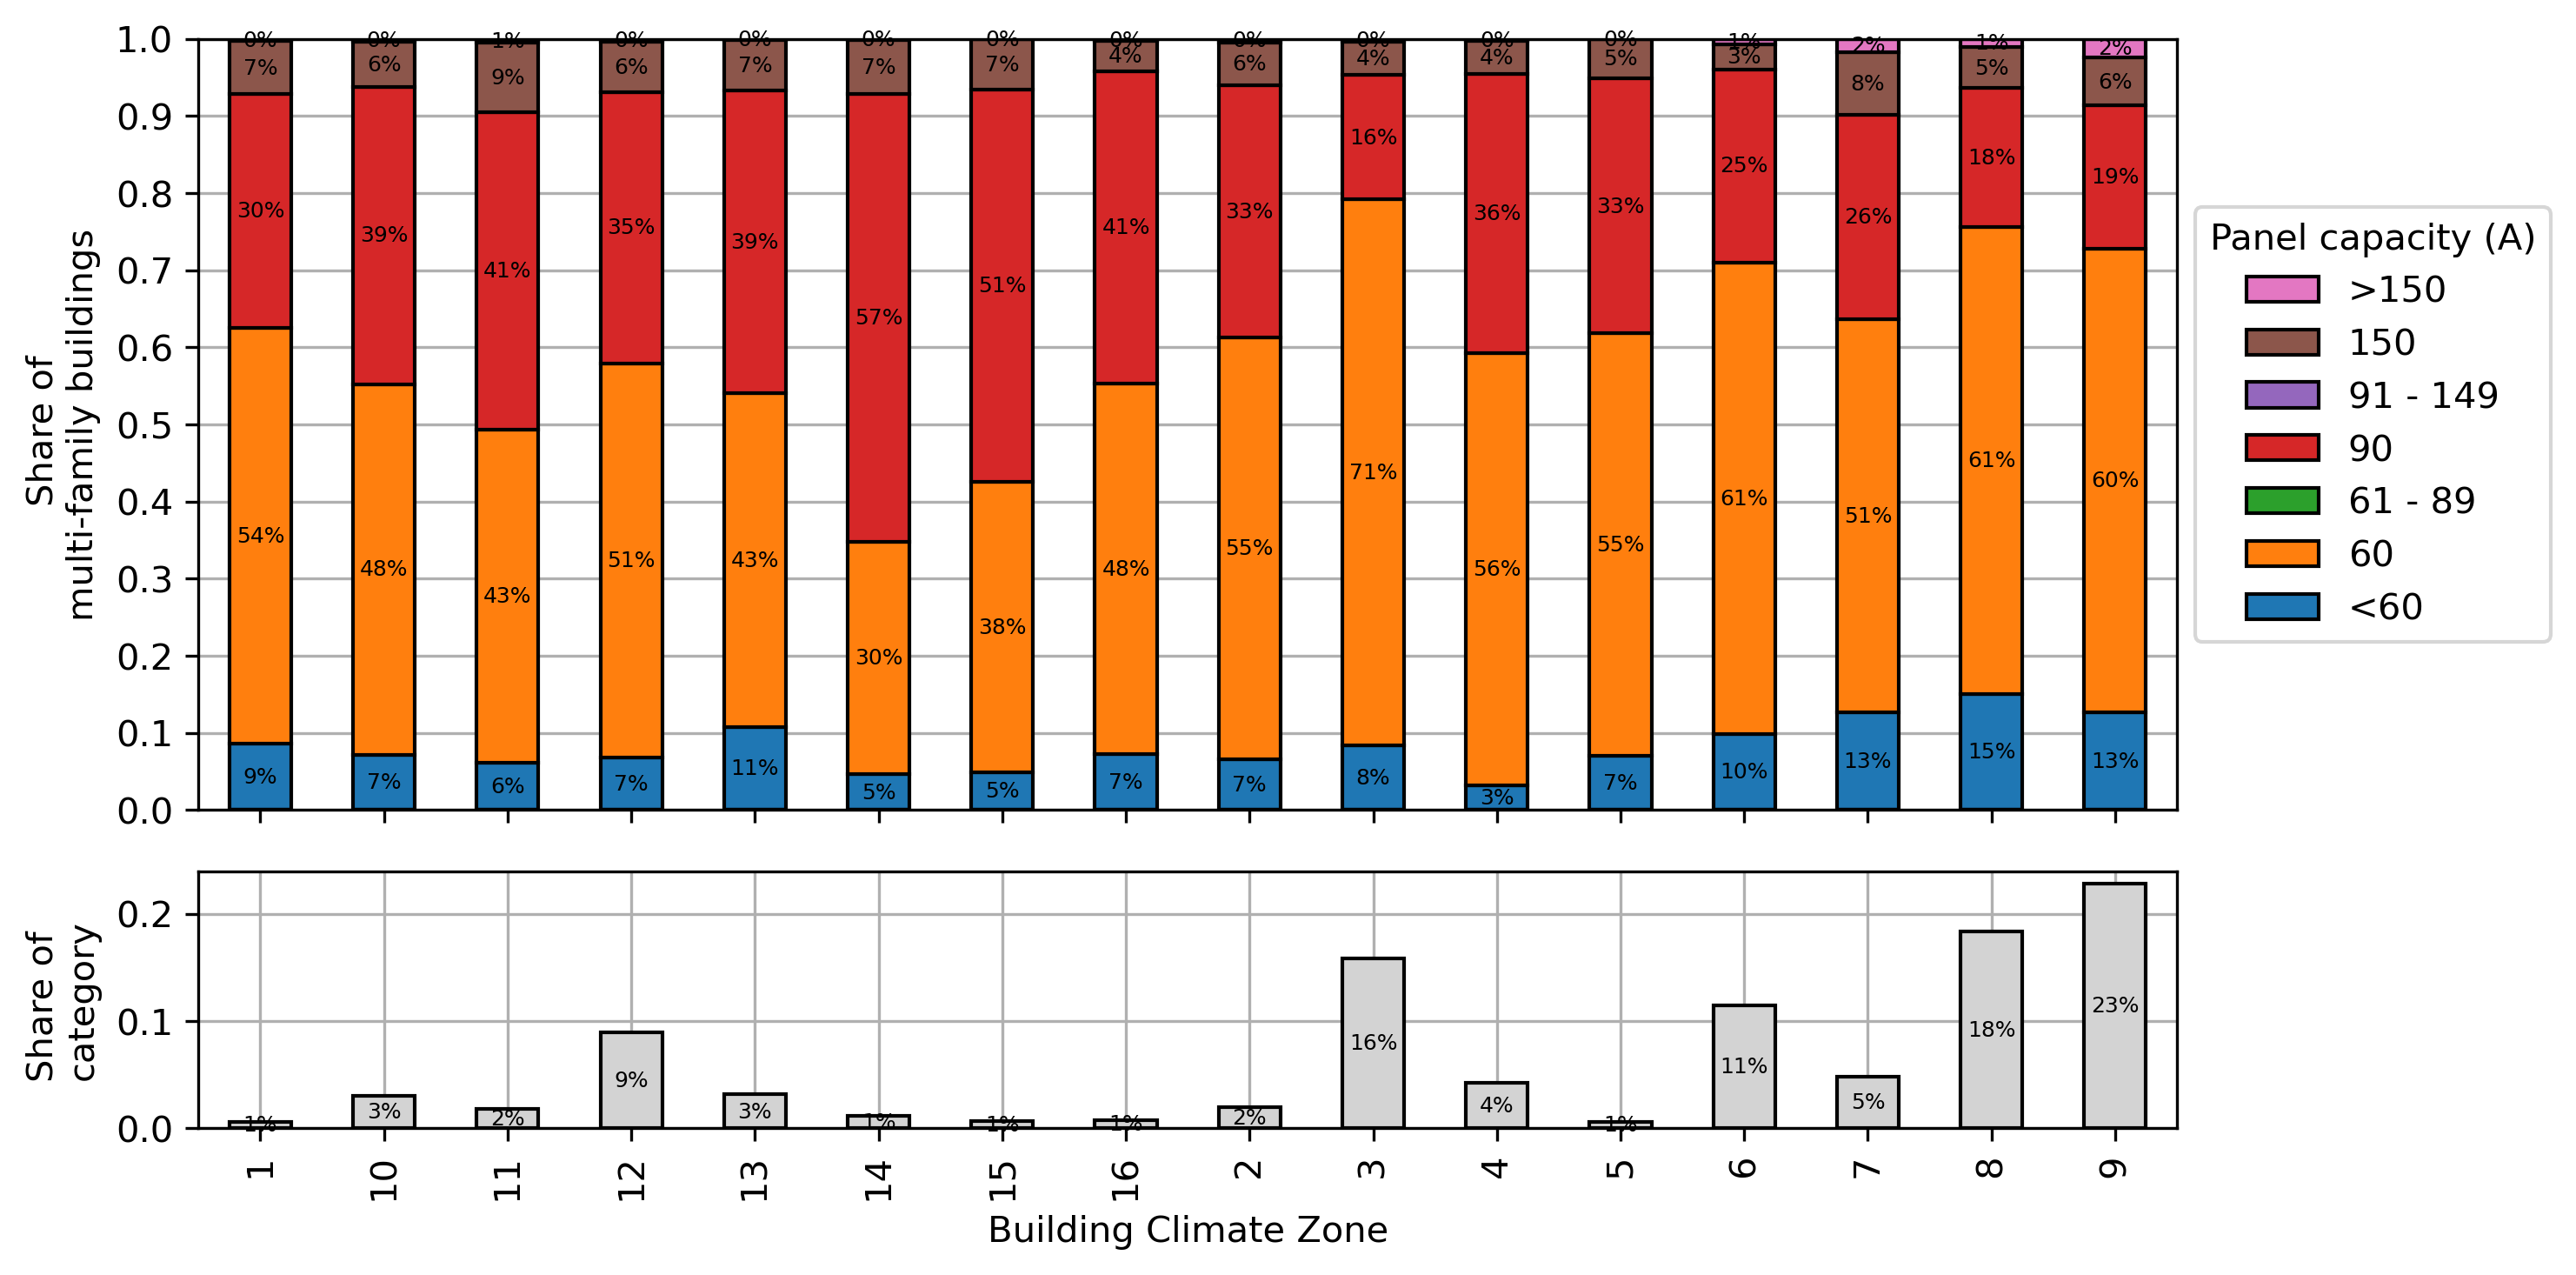 1.0
0.9
0.8
0.7
0.6
0.5
0.4
0.3
0.2
0.1
0.0
Share of
multi-family buildings
0% 0% 1% 0% 0% 0% 0% 0% 0% 0% 0% 0% 1% 2% 1% 2%
7% 6% 9% 6% 7% 7% 7% 4% 6% 4% 4% 5% 3% 8% 5% 6%
30% 39% 41% 35% 39% 57% 51% 41% 33% 16% 36% 33% 25% 26% 18% 19%
54% 48% 43% 51% 43% 30% 38% 48% 55% 71% 56% 55% 61% 51% 61% 60%
9% 7% 6% 7% 11% 5% 5% 7% 7% 8% 3% 7% 10% 13% 15% 13%
Panel capacity (A)
>150
150
91 - 149
90
61 - 89
60
<60
0.2
0.1
0.0
Share of
category
1% 3% 2% 9% 3% 1% 1% 1% 2% 16% 4% 1% 11% 5% 18% 23%
1 10 11 12 13 14 15 16 2 3 4 5 6 7 8 9
Building Climate Zone